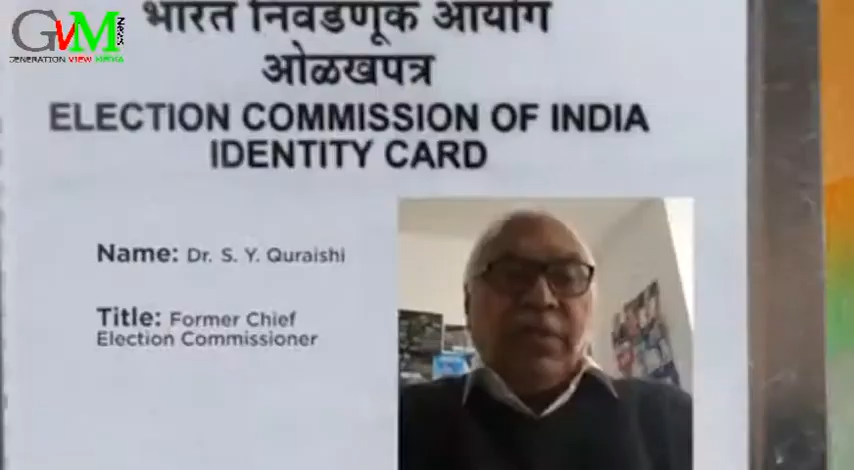 GVM
NEWS
GENERATION VIEW MEDIA
भारत निवडणूक आयोग
ओळखपत्र
ELECTION COMMISSION OF INDIA
IDENTITY CARD
Name: Dr. S. Y. Quraishi
Title: Former Chief
Election Commissioner